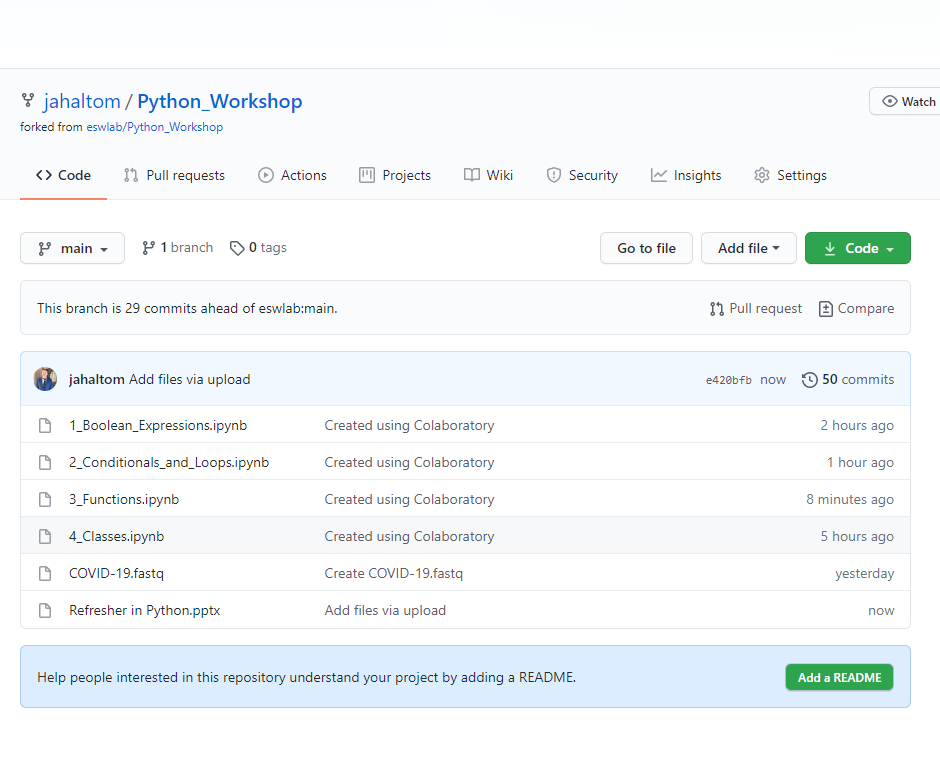 jahaltom / Python_Workshop
Watch
forked from eswlab/Python_Workshop
Code Pull requests Actions Projects Wiki Security Insights Settings
main 1 branch 0 tags Go to file Add file Code
This branch is 29 commits ahead of eswlab:main. Pull request Compare
jahaltom Add files via upload e420bfb now 50 commits
1_Boolean_Expressions.ipynb Created using Colaboratory 2 hours ago
2_Conditionals_and_Loops.ipynb Created using Colaboratory 1 hour ago
3_Functions.ipynb Created using Colaboratory 8 minutes ago
4_Classes.ipynb Created using Colaboratory 5 hours ago
COVID-19.fastq Create COVID-19.fastq yesterday
Refresher in Python.pptx Add files via upload now
Help people interested in this repository understand your project by adding a README. Add a README